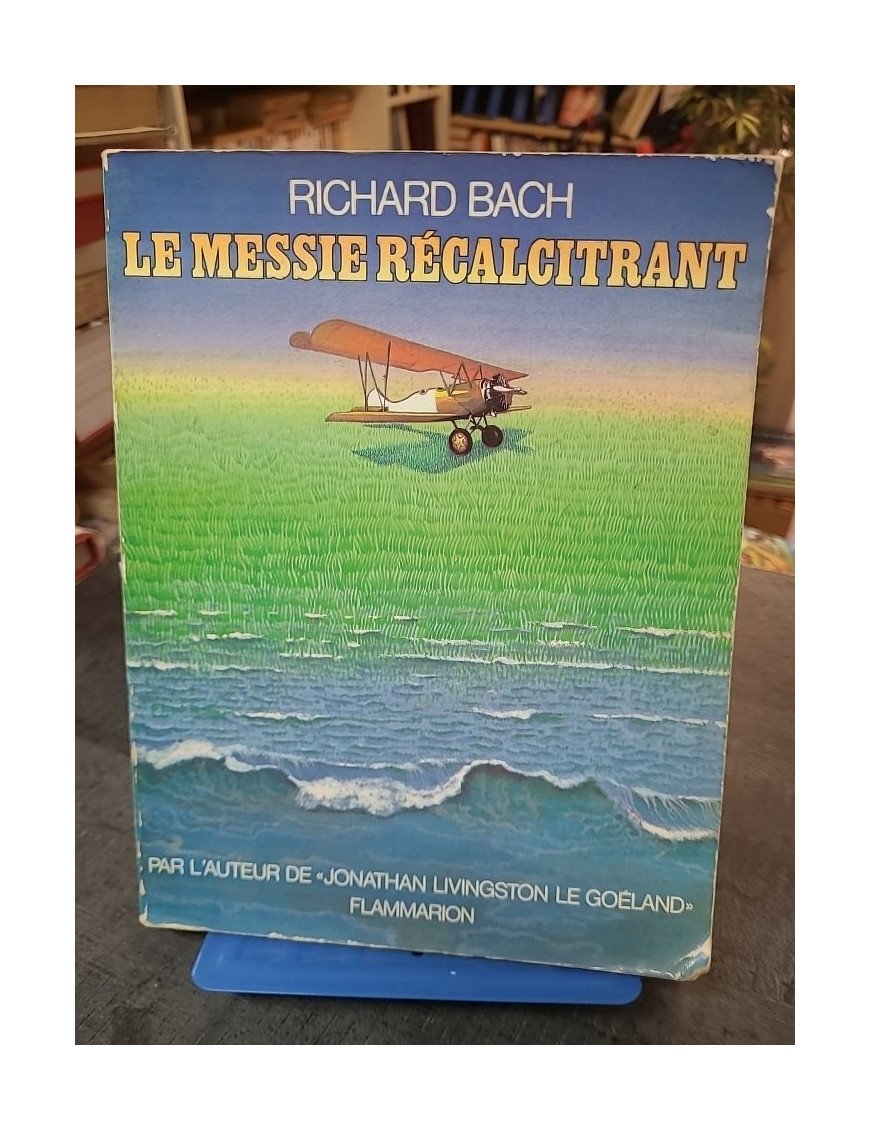 RICHARD BACH
LE MESSIE RÉCALCITRANT
PAR L'AUTEUR DE «JONATHAN LIVINGSTON LE GOÉLAND»
FLAMMARION